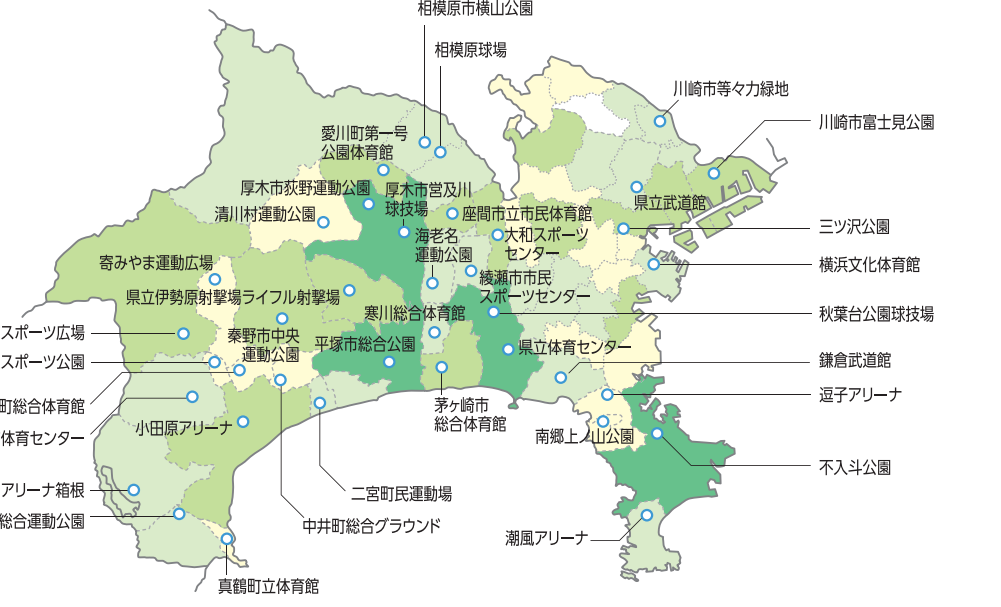 相模原市横山公園
相模原球場
川崎市等々力緑地
川崎市富士見公園
愛川町第一号
公園体育館
厚木市荻野運動公園
厚木市営及川
球技場
清川村運動公園
座間市立市民体育館
県立武道館
三ツ沢公園
大和スポーツ
センター
海老名
運動公園
横浜文化体育館
寄みやま運動広場
綾瀬市市民
スポーツセンター
県立伊勢原射撃場ライフル射撃場
寒川総合体育館
秋葉台公園球技場
スポーツ広場
秦野市中央
運動公園
平塚市総合公園
県立体育センター
スポーツ公園
鎌倉武道館
逗子アリーナ
町総合体育館
茅ヶ崎市
総合体育館
小田原アリーナ
体育センター
南郷上ノ山公園
不入斗公園
アリーナ箱根
二宮町民運動場
総合運動公園
中井町総合グラウンド
潮風アリーナ
真鶴町立体育館